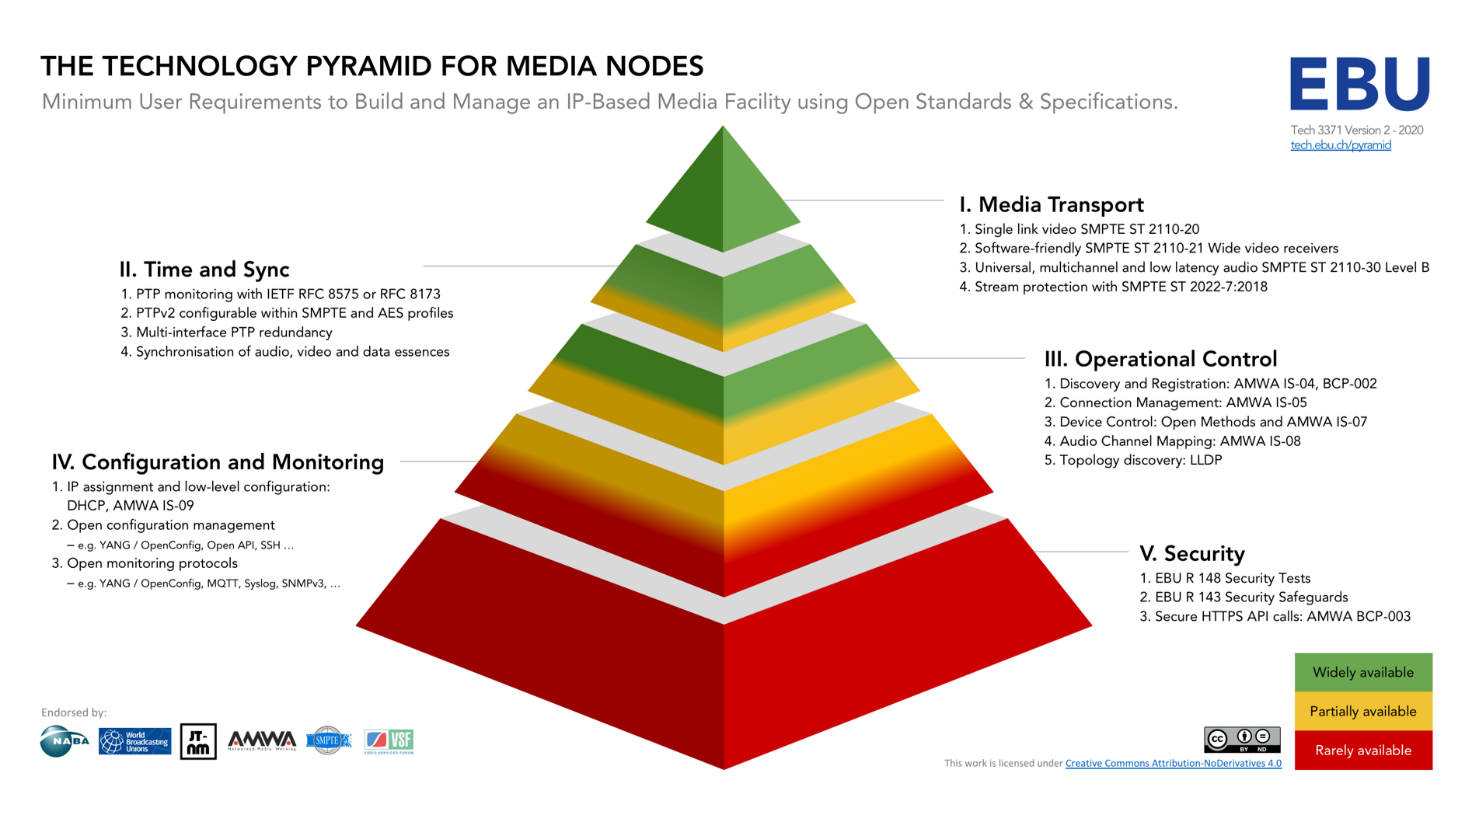 THE TECHNOLOGY PYRAMID FOR MEDIA NODES
Minimum User Requirements to Build and Manage an IP-Based Media Facility using Open Standards & Specifications.
EBU
Tech 3371 Version 2 - 2020
tech.ebu.ch/pyramid
I. Media Transport
1. Single link video SMPTE ST 2110-20
2. Software-friendly SMPTE ST 2110-21 Wide video receivers
3. Universal, multichannel and low latency audio SMPTE ST 2110-30 Level B
4. Stream protection with SMPTE ST 2022-7:2018
II. Time and Sync
1. PTP monitoring with IETF RFC 8575 or RFC 8173
2. PTPv2 configurable within SMPTE and AES profiles
3. Multi-interface PTP redundancy
4. Synchronisation of audio, video and data essences
III. Operational Control
1. Discovery and Registration: AMWA IS-04, BCP-002
2. Connection Management: AMWA IS-05
3. Device Control: Open Methods and AMWA IS-07
4. Audio Channel Mapping: AMWA IS-08
5. Topology discovery: LLDP
IV. Configuration and Monitoring
1. IP assignment and low-level configuration:
DHCP, AMWA IS-09
2. Open configuration management
– e.g. YANG / OpenConfig, Open API, SSH ...
3. Open monitoring protocols
– e.g. YANG / OpenConfig, MQTT, Syslog, SNMPv3, ...
V. Security
1. EBU R 148 Security Tests
2. EBU R 143 Security Safeguards
3. Secure HTTPS API calls: AMWA BCP-003
Widely available
Partially available
Rarely available
Endorsed by:
NABA
World
Broadcasting
Unions
JT-
NM
AMWA
Networked Media Working
SMPTE
VSF
VIDEO SERVICES FORUM
CC
BY ND
This work is licensed under Creative Commons Attribution-NoDerivatives 4.0